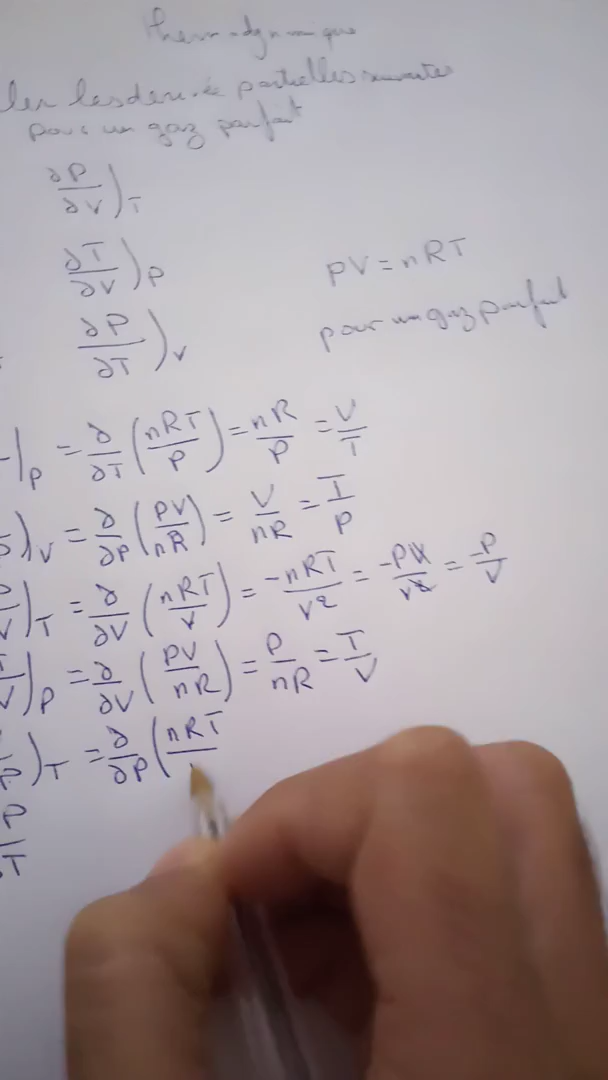 thermodynamique
les dérivée partielles suivantes
pour un gaz parfait
∂P/∂V)T
∂T/∂V)P PV = nRT
∂P/∂T)V pour un gaz parfait
)P = ∂/∂T (nRT/P) = nR/P = V/T
)V = ∂/∂P (PV/nR) = V/nR = T/P
)T = ∂/∂V (nRT/V) = -nRT/V² = -PV/V² = -P/V
)P = ∂/∂V (PV/nR) = P/nR = T/V
)T = ∂/∂P (nRT
P
T